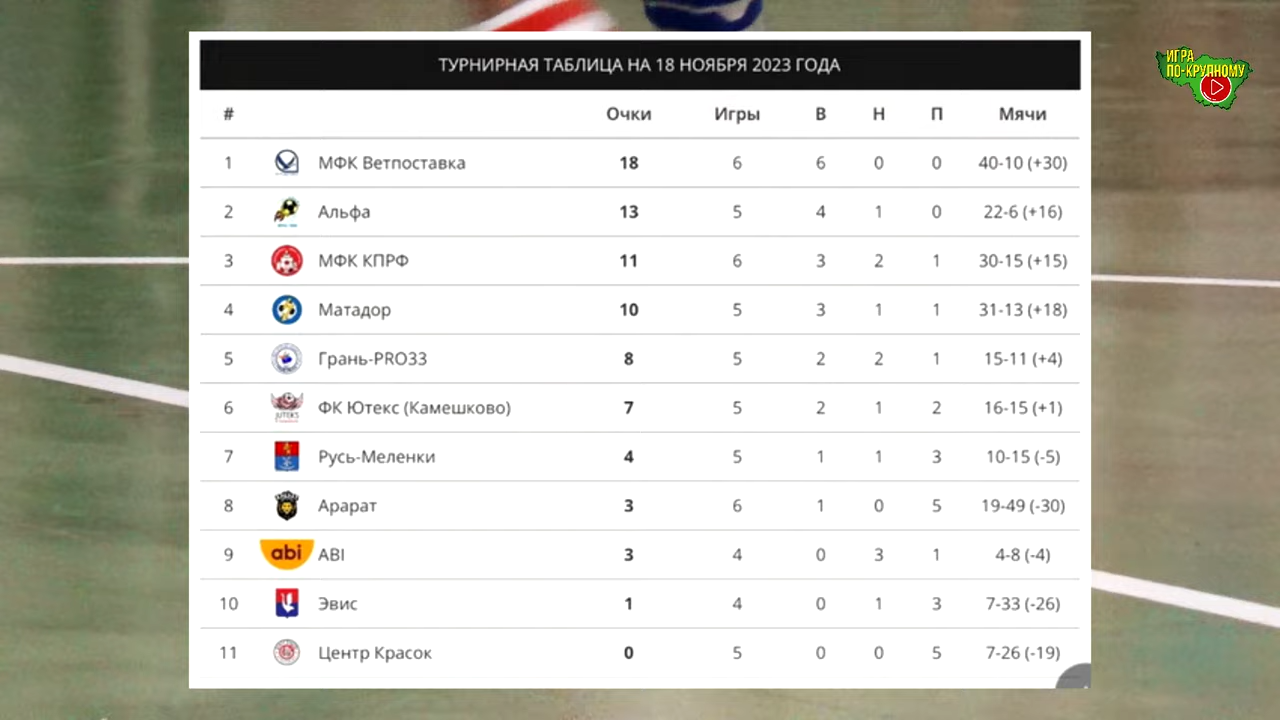 ИГРА
ПО-КРУПНОМУ
ТУРНИРНАЯ ТАБЛИЦА НА 18 НОЯБРЯ 2023 ГОДА
# Очки Игры В Н П Мячи
1 МФК Ветпоставка 18 6 6 0 0 40-10 (+30)
2 Альфа 13 5 4 1 0 22-6 (+16)
3 МФК КПРФ 11 6 3 2 1 30-15 (+15)
4 Матадор 10 5 3 1 1 31-13 (+18)
5 Грань-PRO33 8 5 2 2 1 15-11 (+4)
6 ФК Ютекс (Камешково) 7 5 2 1 2 16-15 (+1)
7 Русь-Меленки 4 5 1 1 3 10-15 (-5)
8 Арарат 3 6 1 0 5 19-49 (-30)
9 abi ABI 3 4 0 3 1 4-8 (-4)
10 Эвис 1 4 0 1 3 7-33 (-26)
11 Центр Красок 0 5 0 0 5 7-26 (-19)